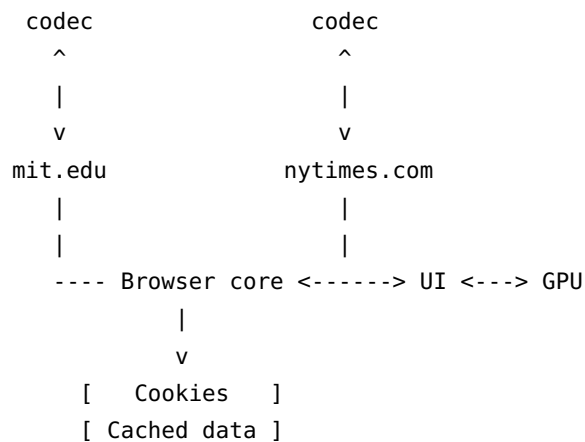 codec codec
^ ^
| |
v v
mit.edu nytimes.com
| |
| |
---- Browser core <------> UI <---> GPU
|
v
[ Cookies ]
[ Cached data ]